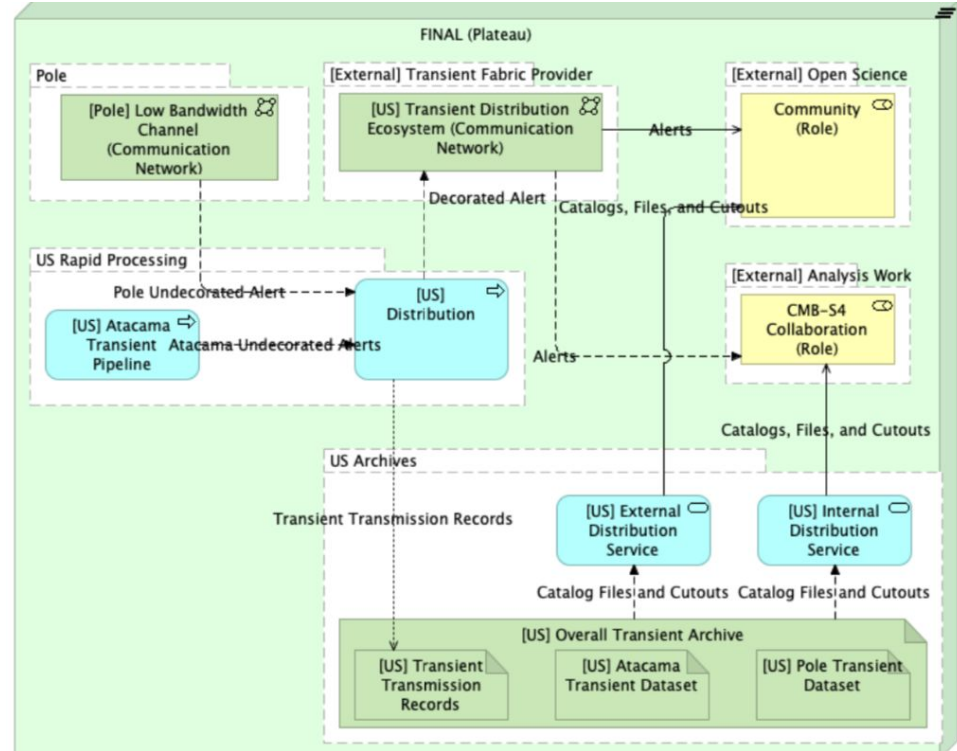 FINAL (Plateau)
Pole
[Pole] Low Bandwidth
Channel
(Communication
Network)
[External] Transient Fabric Provider
[US] Transient Distribution
Ecosystem (Communication
Network)
[External] Open Science
Community
(Role)
Alerts
Decorated Alert
Catalogs, Files, and Cutouts
US Rapid Processing
Pole Undecorated Alert
[US]
Distribution
[US] Atacama
Transient
Pipeline
Atacama Undecorated Alerts
[External] Analysis Work
CMB-S4
Collaboration
(Role)
Alerts
Catalogs, Files, and Cutouts
US Archives
Transient Transmission Records
[US] External
Distribution
Service
[US] Internal
Distribution
Service
Catalog Files and Cutouts
Catalog Files and Cutouts
[US] Overall Transient Archive
[US] Transient
Transmission
Records
[US] Atacama
Transient Dataset
[US] Pole Transient
Dataset